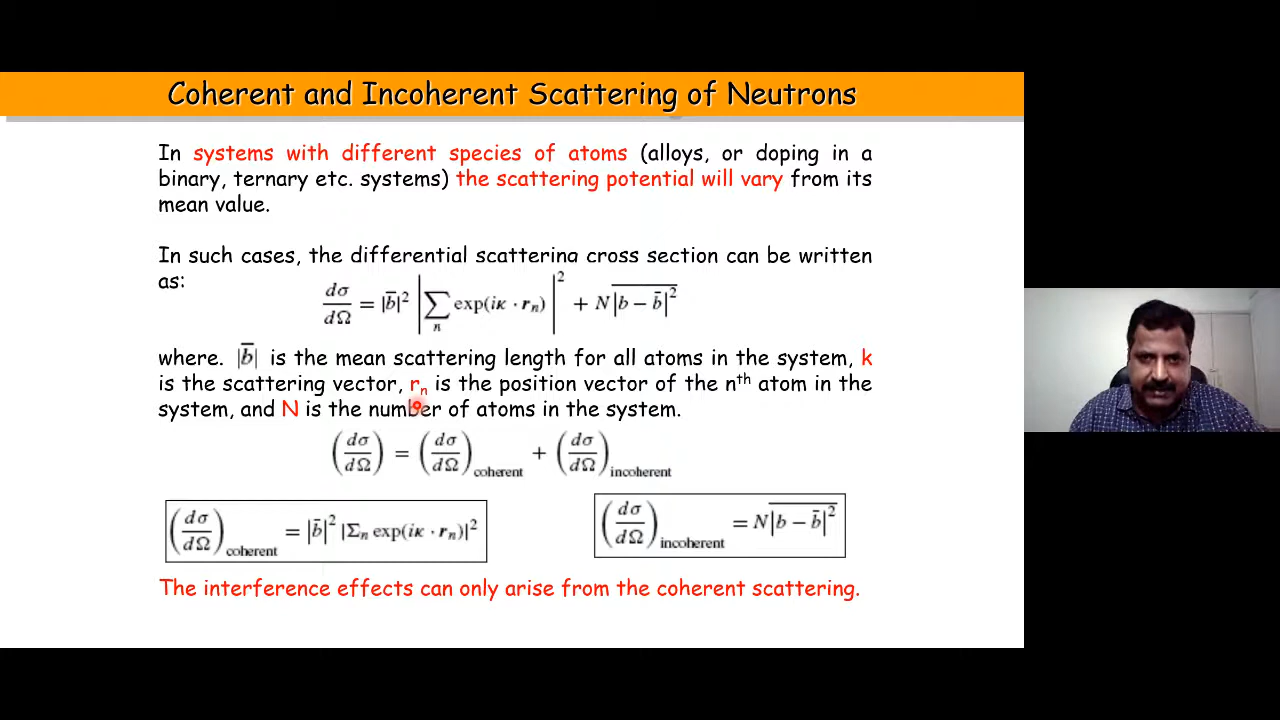 Coherent and Incoherent Scattering of Neutrons
In systems with different species of atoms (alloys, or doping in a
binary, ternary etc. systems) the scattering potential will vary from its
mean value.
In such cases, the differential scattering cross section can be written
as:
dσ/dΩ = |b̄|² |∑ₙ exp(iκ · rₙ)|² + N\overline{|b − b̄|²}
where. |b̄| is the mean scattering length for all atoms in the system, k
is the scattering vector, rₙ is the position vector of the nᵗʰ atom in the
system, and N is the number of atoms in the system.
(dσ/dΩ) = (dσ/dΩ)coherent + (dσ/dΩ)incoherent
(dσ/dΩ)coherent = |b̄|² |Σₙ exp(iκ · rₙ)|²
(dσ/dΩ)incoherent = N\overline{|b − b̄|²}
The interference effects can only arise from the coherent scattering.